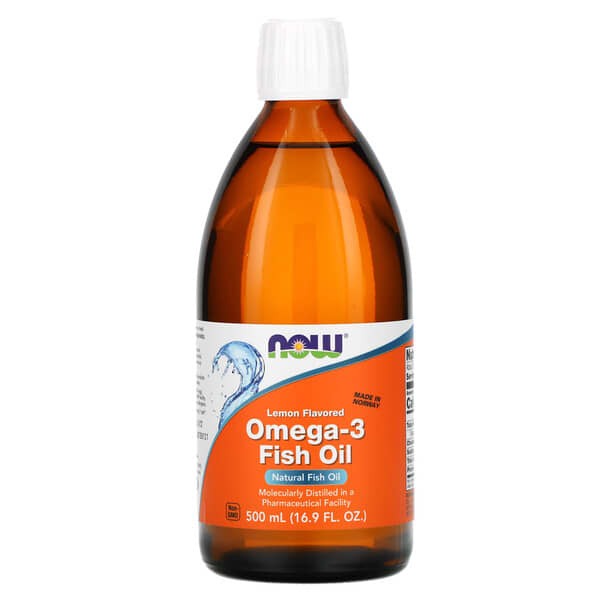 now®
MADE IN
NORWAY
Lemon Flavored
Omega-3
Fish Oil
Natural Fish Oil
Molecularly Distilled in a
Pharmaceutical Facility
Non-
GMO
500 mL (16.9 FL. OZ.)